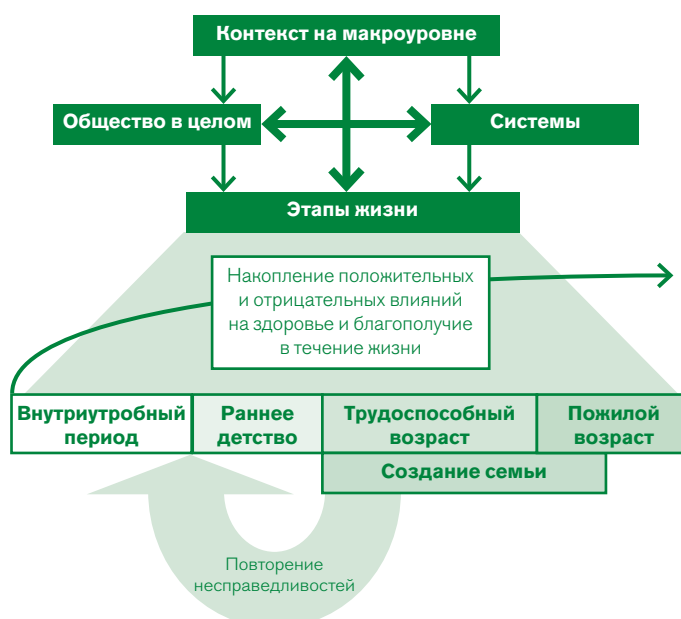 Контекст на макроуровне
Общество в целом
Системы
Этапы жизни
Накопление положительных
и отрицательных влияний
на здоровье и благополучие
в течение жизни
Внутриутробный
период
Раннее
детство
Трудоспособный
возраст
Пожилой
возраст
Создание семьи
Повторение
несправедливостей